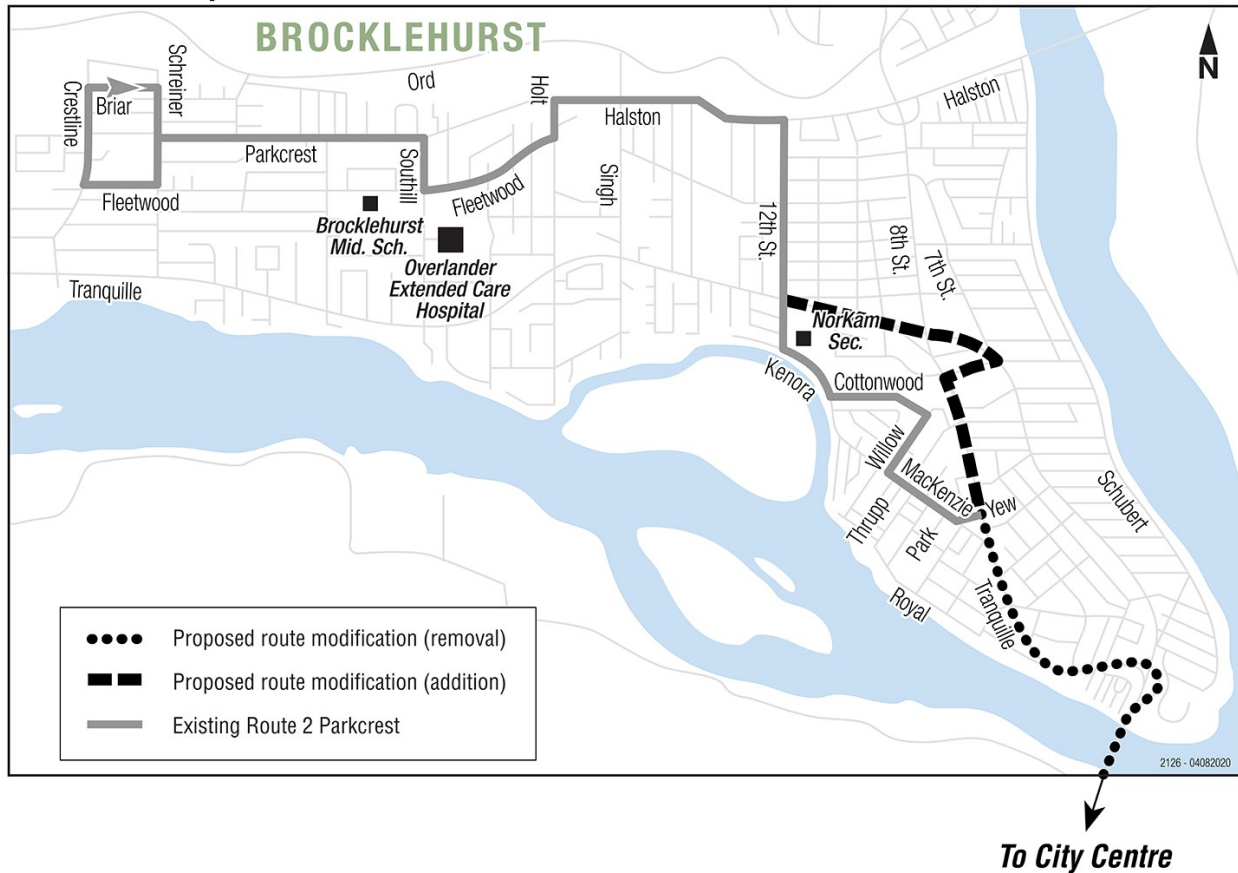 BROCKLEHURST
N
Schreiner
Crestline
Briar
Ord
Holt
Halston
Halston
Parkcrest
Southill
Fleetwood
Fleetwood
Singh
12th St.
8th St.
7th St.
Brocklehurst
Mid. Sch.
Overlander
Extended Care
Hospital
Tranquille
NorKam
Sec.
Kenora
Cottonwood
Willow
MacKenzie
Yew
Thrupp
Park
Schubert
Royal
Tranquille
Proposed route modification (removal)
Proposed route modification (addition)
Existing Route 2 Parkcrest
2126 - 04082020
To City Centre